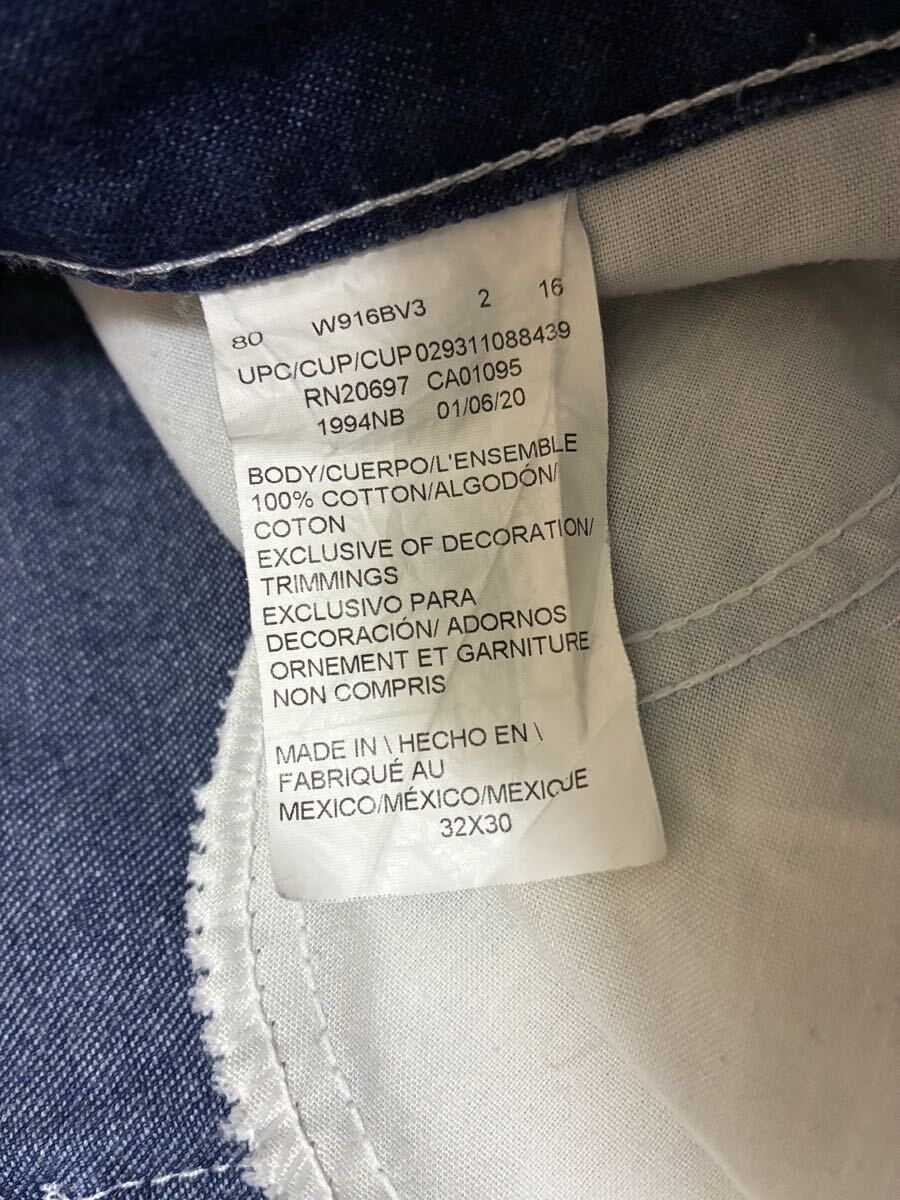 80 W916BV3 2 16
UPC/CUP/CUP 029311088439
RN20697 CA01095
1994NB 01/06/20
BODY/CUERPO/L'ENSEMBLE
100% COTTON/ALGODÓN/
COTON
EXCLUSIVE OF DECORATION/
TRIMMINGS
EXCLUSIVO PARA
DECORACIÓN/ ADORNOS
ORNEMENT ET GARNITURE
NON COMPRIS
MADE IN \ HECHO EN \
FABRIQUÉ AU
MEXICO/MÉXICO/MEXIQUE
32X30